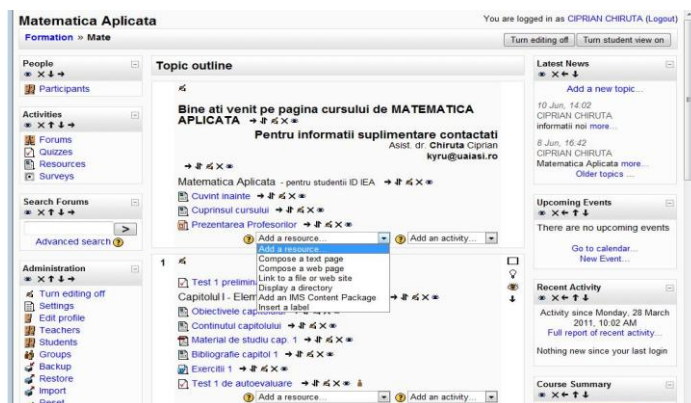 Matematica Aplicata
You are logged in as CIPRIAN CHIRUTA (Logout)
Formation » Mate
Turn editing off
Turn student view on
People
Participants
Activities
Forums
Quizzes
Resources
Surveys
Search Forums
>
Advanced search
Administration
Turn editing off
Settings
Edit profile
Teachers
Students
Groups
Backup
Restore
Import
Reset
Topic outline
Bine ati venit pe pagina cursului de MATEMATICA
APLICATA
Pentru informatii suplimentare contactati
Asist. dr. Chiruta Ciprian
kyru@uaiasi.ro
Matematica Aplicata - pentru studentii ID IEA
Cuvint inainte
Cuprinsul cursului
Prezentarea Profesorilor
Add a resource...
Add an activity...
Add a resource...
Compose a text page
Compose a web page
Link to a file or web site
Display a directory
Add an IMS Content Package
Insert a label
1
Test 1 prelimin
Capitolul I - Elem
Obiectivele capitolului
Continutul capitolului
Material de studiu cap. 1
Bibliografie capitol 1
Exercitii 1
Test 1 de autoevaluare
Add a resource...
Add an activity...
Latest News
Add a new topic...
10 Jun, 14:02
CIPRIAN CHIRUTA
informatii noi more...
8 Jun, 16:42
CIPRIAN CHIRUTA
Matematica Aplicata more...
Older topics ...
Upcoming Events
There are no upcoming events
Go to calendar...
New Event...
Recent Activity
Activity since Monday, 28 March
2011, 10:02 AM
Full report of recent activity...
Nothing new since your last login
Course Summary